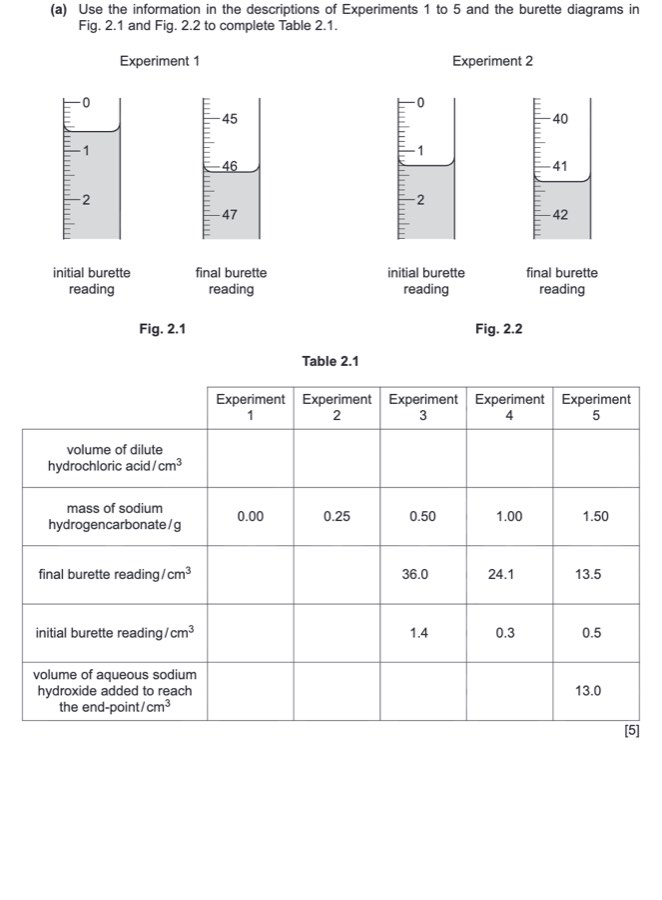 (a) Use the information in the descriptions of Experiments 1 to 5 and the burette diagrams in
Fig. 2.1 and Fig. 2.2 to complete Table 2.1.
Experiment 1
Experiment 2
0
1
2
45
46
47
0
1
2
40
41
42
initial burette
reading
final burette
reading
initial burette
reading
final burette
reading
Fig. 2.1
Fig. 2.2
Table 2.1
Experiment 1
Experiment 2
Experiment 3
Experiment 4
Experiment 5
volume of dilute
hydrochloric acid/cm³
mass of sodium
hydrogencarbonate/g
0.00
0.25
0.50
1.00
1.50
final burette reading/cm³
36.0
24.1
13.5
initial burette reading/cm³
1.4
0.3
0.5
volume of aqueous sodium
hydroxide added to reach
the end-point/cm³
13.0
[5]